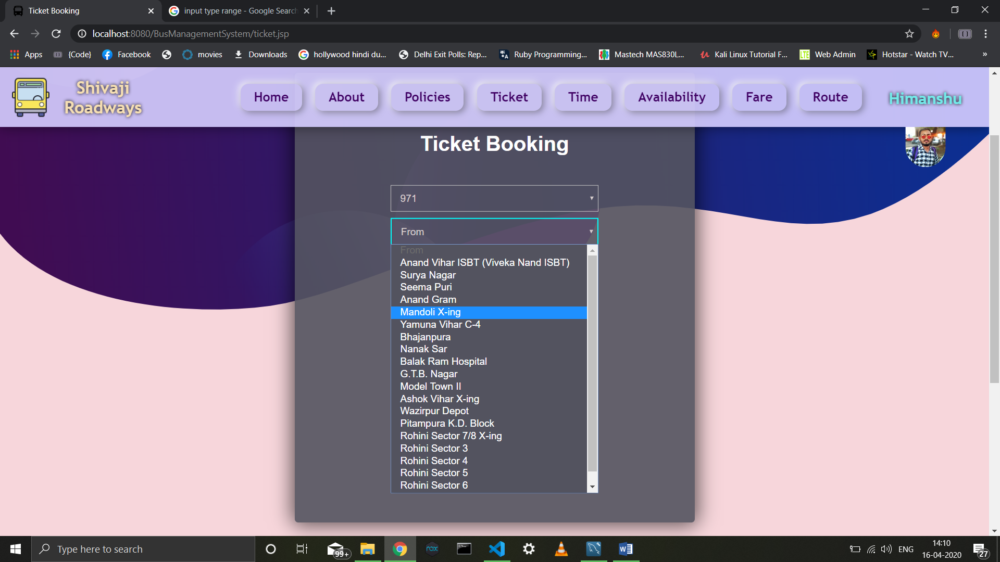 Ticket Booking
input type range - Google Search
localhost:8080/BusManagementSystem/ticket.jsp
Apps {Code} Facebook movies Downloads hollywood hindi du... Delhi Exit Polls: Rep... Ruby Programming... Mastech MAS830L... Kali Linux Tutorial F... LTE Web Admin Hotstar - Watch TV... »
Shivaji
Roadways
Home About Policies Ticket Time Availability Fare Route Himanshu
Ticket Booking
971
From
From
Anand Vihar ISBT (Viveka Nand ISBT)
Surya Nagar
Seema Puri
Anand Gram
Mandoli X-ing
Yamuna Vihar C-4
Bhajanpura
Nanak Sar
Balak Ram Hospital
G.T.B. Nagar
Model Town II
Ashok Vihar X-ing
Wazirpur Depot
Pitampura K.D. Block
Rohini Sector 7/8 X-ing
Rohini Sector 3
Rohini Sector 4
Rohini Sector 5
Rohini Sector 6
Type here to search
99+
nox
ENG
14:10
16-04-2020
27